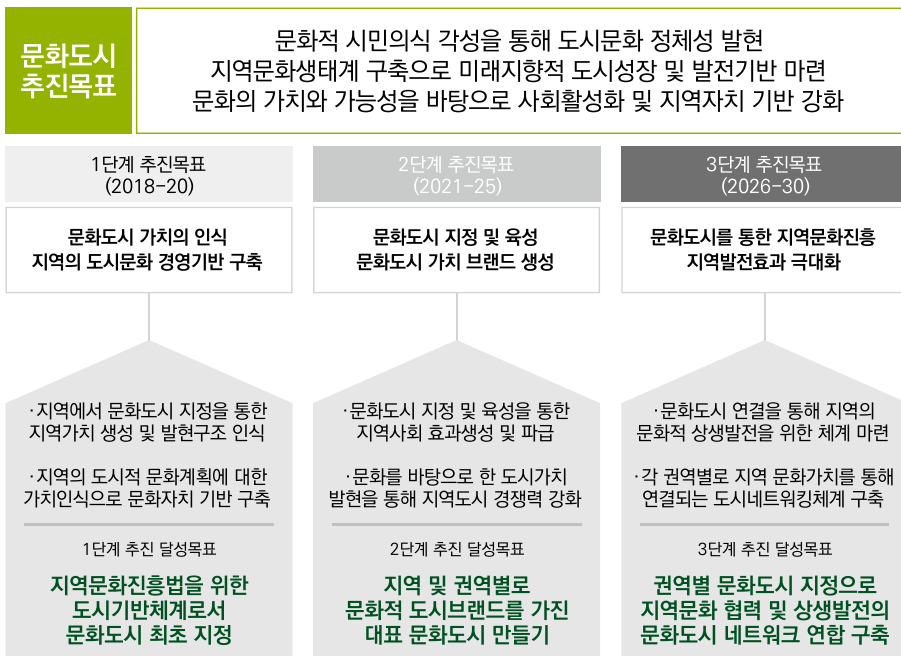 문화도시
추진목표
문화적 시민의식 각성을 통해 도시문화 정체성 발현
지역문화생태계 구축으로 미래지향적 도시성장 및 발전기반 마련
문화의 가치와 가능성을 바탕으로 사회활성화 및 지역자치 기반 강화
1단계 추진목표
(2018-20)
문화도시 가치의 인식
지역의 도시문화 경영기반 구축
·지역에서 문화도시 지정을 통한
지역가치 생성 및 발현구조 인식
·지역의 도시적 문화계획에 대한
가치인식으로 문화자치 기반 구축
1단계 추진 달성목표
지역문화진흥법을 위한
도시기반체계로서
문화도시 최초 지정
2단계 추진목표
(2021-25)
문화도시 지정 및 육성
문화도시 가치 브랜드 생성
·문화도시 지정 및 육성을 통한
지역사회 효과생성 및 파급
·문화를 바탕으로 한 도시가치
발현을 통해 지역도시 경쟁력 강화
2단계 추진 달성목표
지역 및 권역별로
문화적 도시브랜드를 가진
대표 문화도시 만들기
3단계 추진목표
(2026-30)
문화도시를 통한 지역문화진흥
지역발전효과 극대화
·문화도시 연결을 통해 지역의
문화적 상생발전을 위한 체계 마련
·각 권역별로 지역 문화가치를 통해
연결되는 도시네트워킹체계 구축
3단계 추진 달성목표
권역별 문화도시 지정으로
지역문화 협력 및 상생발전의
문화도시 네트워크 연합 구축